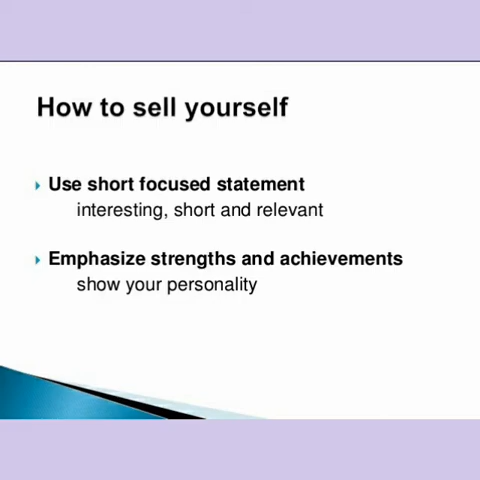 How to sell yourself
Use short focused statement
interesting, short and relevant
Emphasize strengths and achievements
show your personality